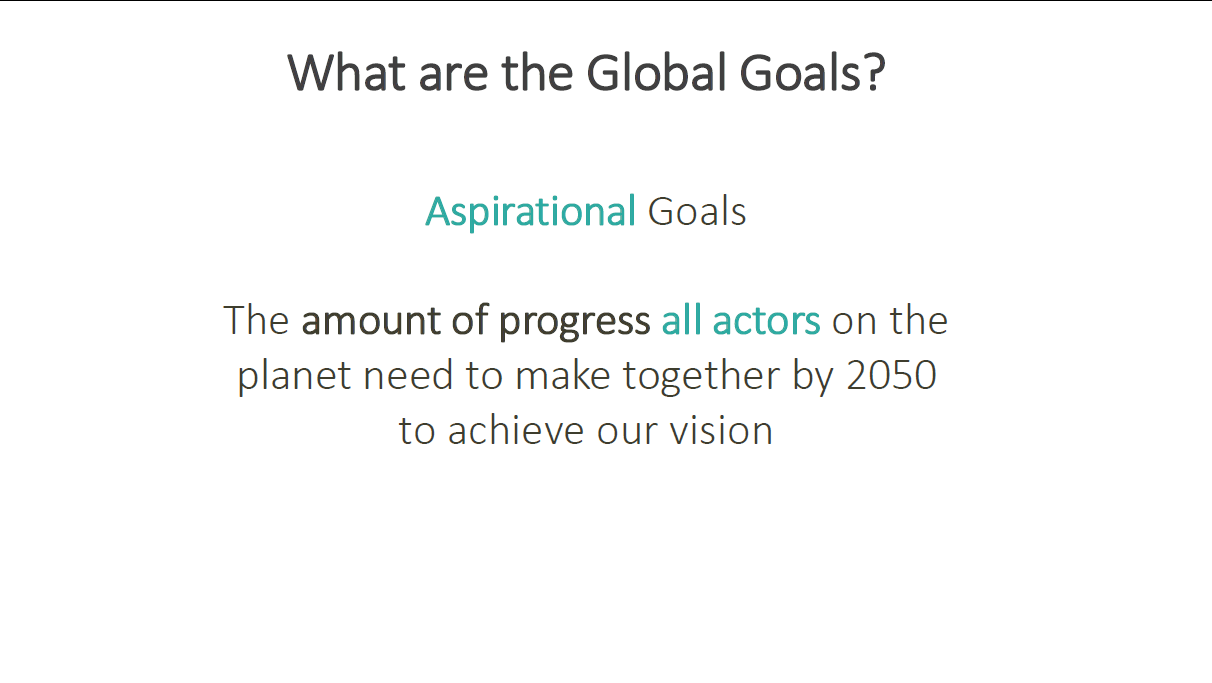 What are the Global Goals?
Aspirational Goals
The amount of progress all actors on the
planet need to make together by 2050
to achieve our vision